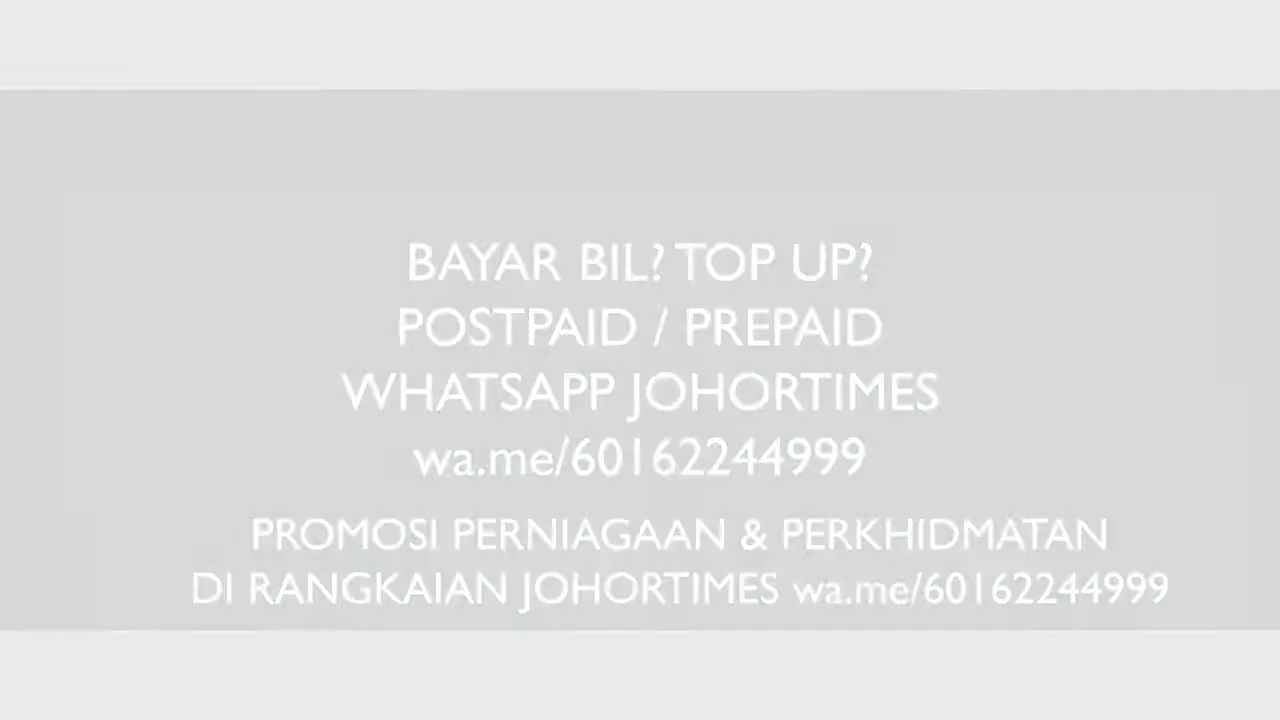 BAYAR BIL? TOP UP?
POSTPAID / PREPAID
WHATSAPP JOHORTIMES
wa.me/60162244999
PROMOSI PERNIAGAAN & PERKHIDMATAN
DI RANGKAIAN JOHORTIMES wa.me/60162244999